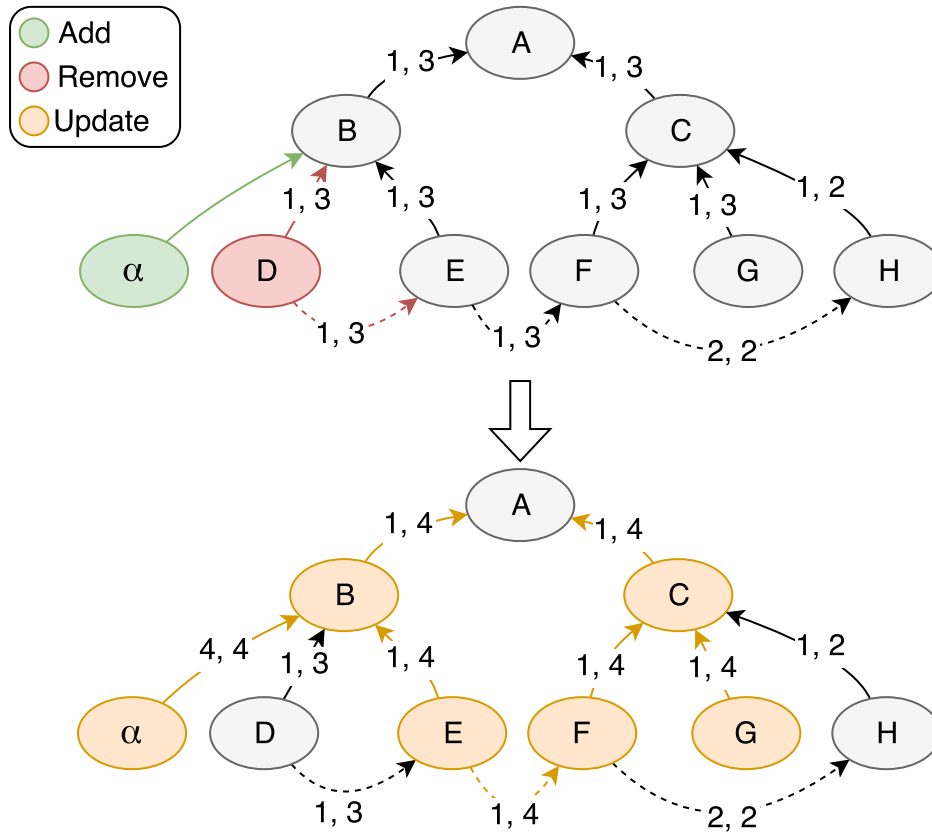 Add
Remove
Update
A
1, 3
1, 3
B
C
1, 3
1, 3
1, 3
1, 3
1, 2
α
D
E
F
G
H
1, 3
1, 3
2, 2
A
1, 4
1, 4
B
C
4, 4
1, 3
1, 4
1, 4
1, 4
1, 2
α
D
E
F
G
H
1, 3
1, 4
2, 2